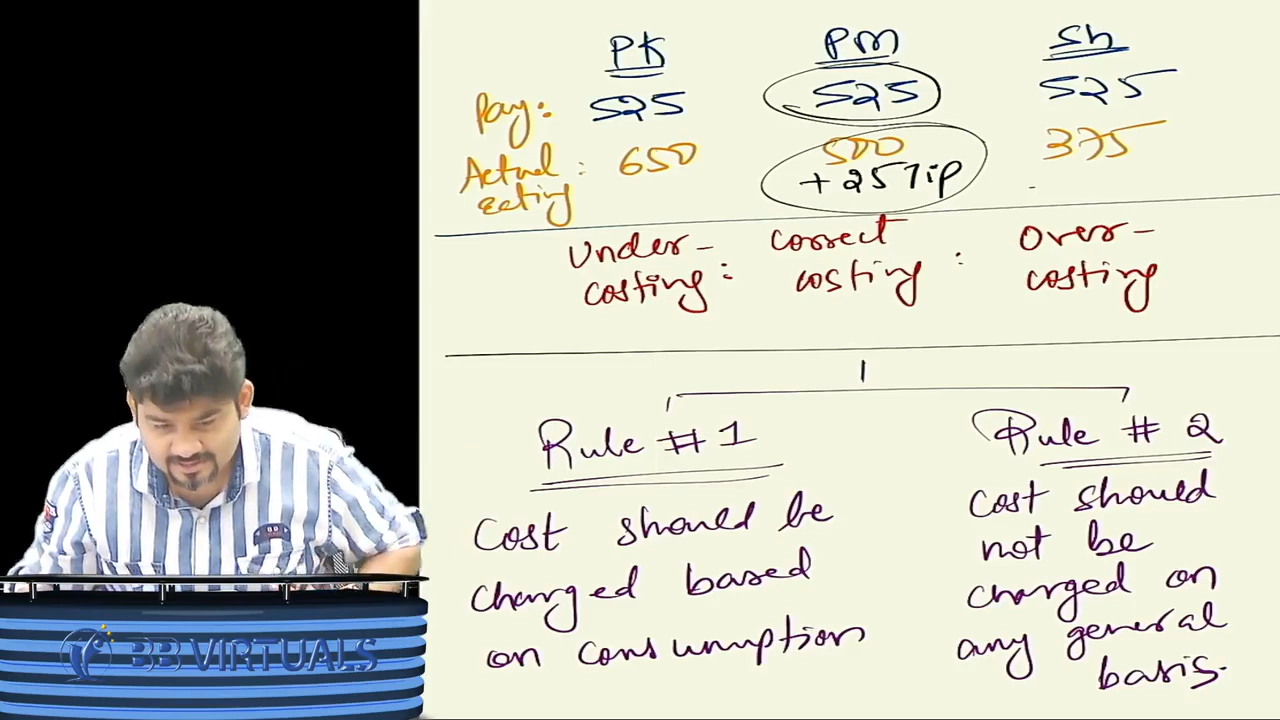 PK PM Sh
Pay: 525 525 525
Actual eating : 650 500 375
+25 Tip
Under- correct over-
costing : costing : costing
Rule #1
Cost should be
charged based
on consumption
Rule # 2
Cost should
not be
charged on
any general
basis.
BB VIRTUALS